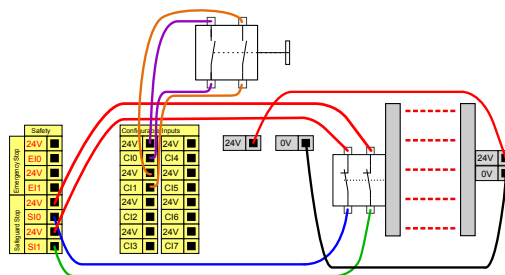 Safety
Emergency Stop
24V
EI0
24V
EI1
Safeguard Stop
24V
SI0
24V
SI1
Configurable Inputs
24V 24V
CI0 CI4
24V 24V
CI1 CI5
24V 24V
CI2 CI6
24V 24V
CI3 CI7
24V
0V
24V
0V